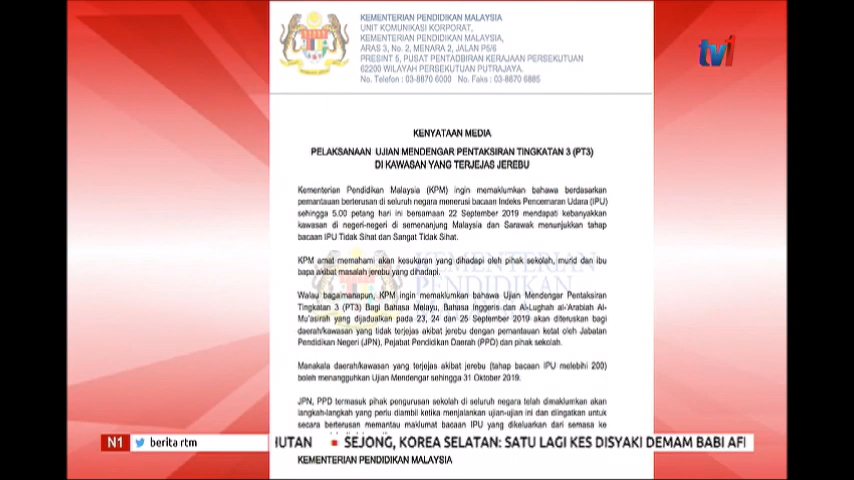 KEMENTERIAN PENDIDIKAN MALAYSIA
UNIT KOMUNIKASI KORPORAT,
KEMENTERIAN PENDIDIKAN MALAYSIA,
ARAS 3, No. 2, MENARA 2, JALAN P5/6
PRESINT 5, PUSAT PENTADBIRAN KERAJAAN PERSEKUTUAN
62200 WILAYAH PERSEKUTUAN PUTRAJAYA.
No. Telefon : 03-8870 6000 No. Faks : 03-8870 6885
tv1
KENYATAAN MEDIA
PELAKSANAAN UJIAN MENDENGAR PENTAKSIRAN TINGKATAN 3 (PT3)
DI KAWASAN YANG TERJEJAS JEREBU
Kementerian Pendidikan Malaysia (KPM) ingin memaklumkan bahawa berdasarkan
pemantauan berterusan di seluruh negara menerusi bacaan Indeks Pencemaran Udara (IPU)
sehingga 5.00 petang hari ini bersamaan 22 September 2019 mendapati kebanyakkan
kawasan di negeri-negeri di semenanjung Malaysia dan Sarawak menunjukkan tahap
bacaan IPU Tidak Sihat dan Sangat Tidak Sihat.
KPM amat memahami akan kesukaran yang dihadapi oleh pihak sekolah, murid dan ibu
bapa akibat masalah jerebu yang dihadapi.
KEMENTERIAN
PENDIDIKAN
Walau bagaimanapun, KPM ingin memaklumkan bahawa Ujian Mendengar Pentaksiran
Tingkatan 3 (PT3) Bagi Bahasa Melayu, Bahasa Inggeris dan Al-Lughah al-'Arabiah Al-
Mu'asirah yang dijadualkan pada 23, 24 dan 25 September 2019 akan diteruskan bagi
daerah/kawasan yang tidak terjejas akibat jerebu dengan pemantauan ketat oleh Jabatan
Pendidikan Negeri (JPN), Pejabat Pendidikan Daerah (PPD) dan pihak sekolah.
Manakala daerah/kawasan yang terjejas akibat jerebu (tahap bacaan IPU melebihi 200)
boleh menangguhkan Ujian Mendengar sehingga 31 Oktober 2019.
JPN, PPD termasuk pihak pengurusan sekolah di seluruh negara telah dimaklumkan akan
langkah-langkah yang perlu diambil ketika menjalankan ujian-ujian ini dan diingatkan untuk
secara berterusan memantau maklumat bacaan IPU yang dikeluarkan dari semasa ke
N1 berita rtm HUTAN SEJONG, KOREA SELATAN: SATU LAGI KES DISYAKI DEMAM BABI AFI
KEMENTERIAN PENDIDIKAN MALAYSIA